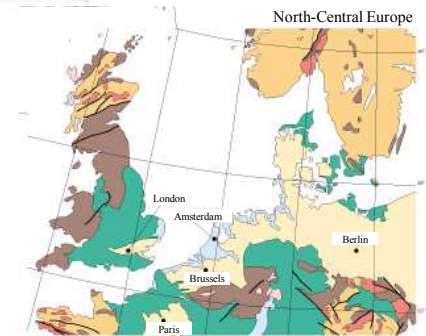 North-Central Europe
London
Amsterdam
Berlin
Brussels
Paris